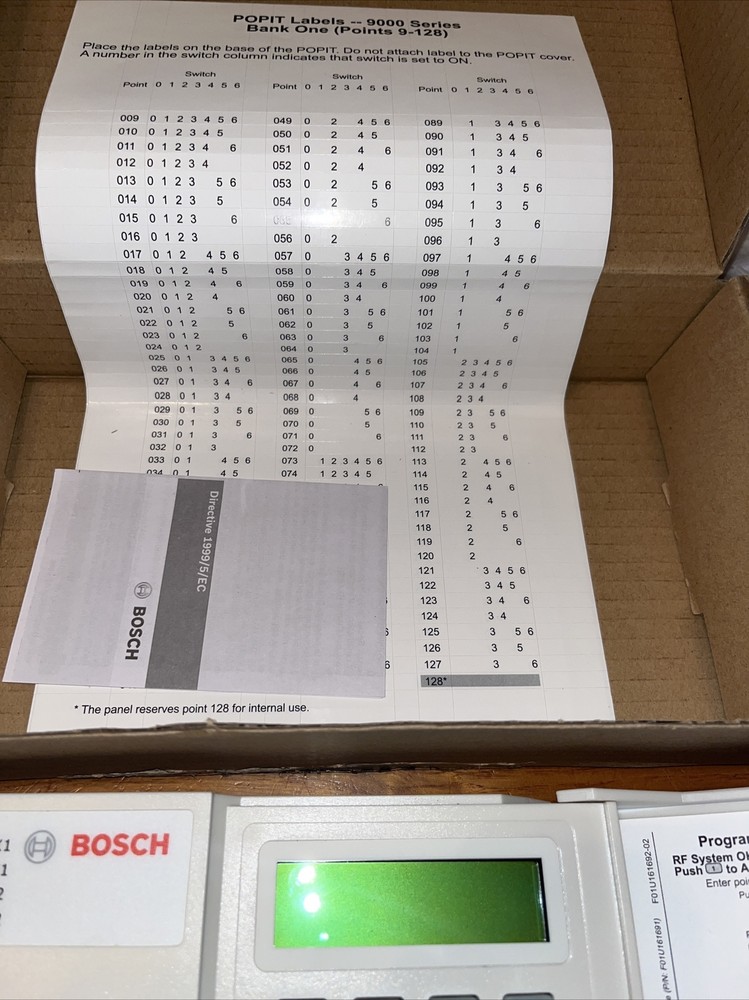 POPIT Labels -- 9000 Series
Bank One (Points 9-128)
Place the labels on the base of the POPIT. Do not attach label to the POPIT cover.
A number in the switch column indicates that switch is set to ON.
Switch Switch Switch
Point 0 1 2 3 4 5 6 Point 0 1 2 3 4 5 6 Point 0 1 2 3 4 5 6
009 0 1 2 3 4 5 6 049 0 2 4 5 6 089 1 3 4 5 6
010 0 1 2 3 4 5 050 0 2 4 5 090 1 3 4 5
011 0 1 2 3 4 6 051 0 2 4 6 091 1 3 4 6
012 0 1 2 3 4 052 0 2 4 092 1 3 4
013 0 1 2 3 5 6 053 0 2 5 6 093 1 3 5 6
014 0 1 2 3 5 054 0 2 5 094 1 3 5
015 0 1 2 3 6 6 095 1 3 6
016 0 1 2 3 056 0 2 096 1 3
017 0 1 2 4 5 6 057 0 3 4 5 6 097 1 4 5 6
018 0 1 2 4 5 058 0 3 4 5 098 1 4 5
019 0 1 2 4 6 059 0 3 4 6 099 1 4 6
020 0 1 2 4 060 0 3 4 100 1 4
021 0 1 2 5 6 061 0 3 5 6 101 1 5 6
022 0 1 2 5 062 0 3 5 102 1 5
023 0 1 2 6 063 0 3 6 103 1 6
024 0 1 2 064 0 3 104 1
025 0 1 3 4 5 6 065 0 4 5 6 105 2 3 4 5 6
026 0 1 3 4 5 066 0 4 5 106 2 3 4 5
027 0 1 3 4 6 067 0 4 6 107 2 3 4 6
028 0 1 3 4 068 0 4 108 2 3 4
029 0 1 3 5 6 069 0 5 6 109 2 3 5 6
030 0 1 3 5 070 0 5 110 2 3 5
031 0 1 3 6 071 0 6 111 2 3 6
032 0 1 3 072 0 112 2 3
033 0 1 4 5 6 073 1 2 3 4 5 6 113 2 4 5 6
034 0 1 4 5 074 1 2 3 4 5 114 2 4 5
115 2 4 6
116 2 4
117 2 5 6
118 2 5
119 2 6
120 2
121 3 4 5 6
122 3 4 5
123 3 4 6
124 3 4
125 3 5 6
126 3 5
127 3 6
128*
* The panel reserves point 128 for internal use.
Directive 1999/5/EC
BOSCH
BOSCH
F01U161692-02
(P/N: F01U161691)
Progra
RF System O
Push 1 to A
Enter poi